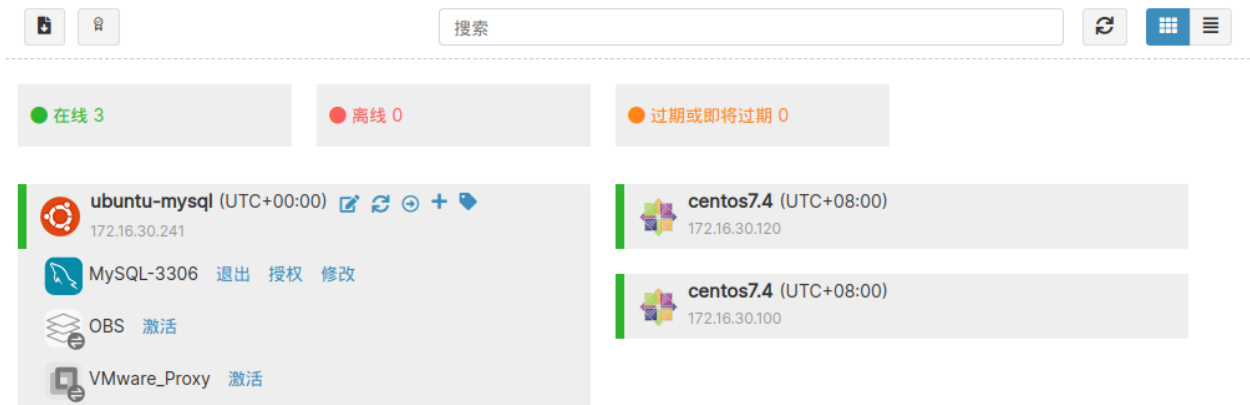 搜索
在线 3
离线 0
过期或即将过期 0
ubuntu-mysql (UTC+00:00)
172.16.30.241
MySQL-3306 退出 授权 修改
OBS 激活
VMware_Proxy 激活
centos7.4 (UTC+08:00)
172.16.30.120
centos7.4 (UTC+08:00)
172.16.30.100